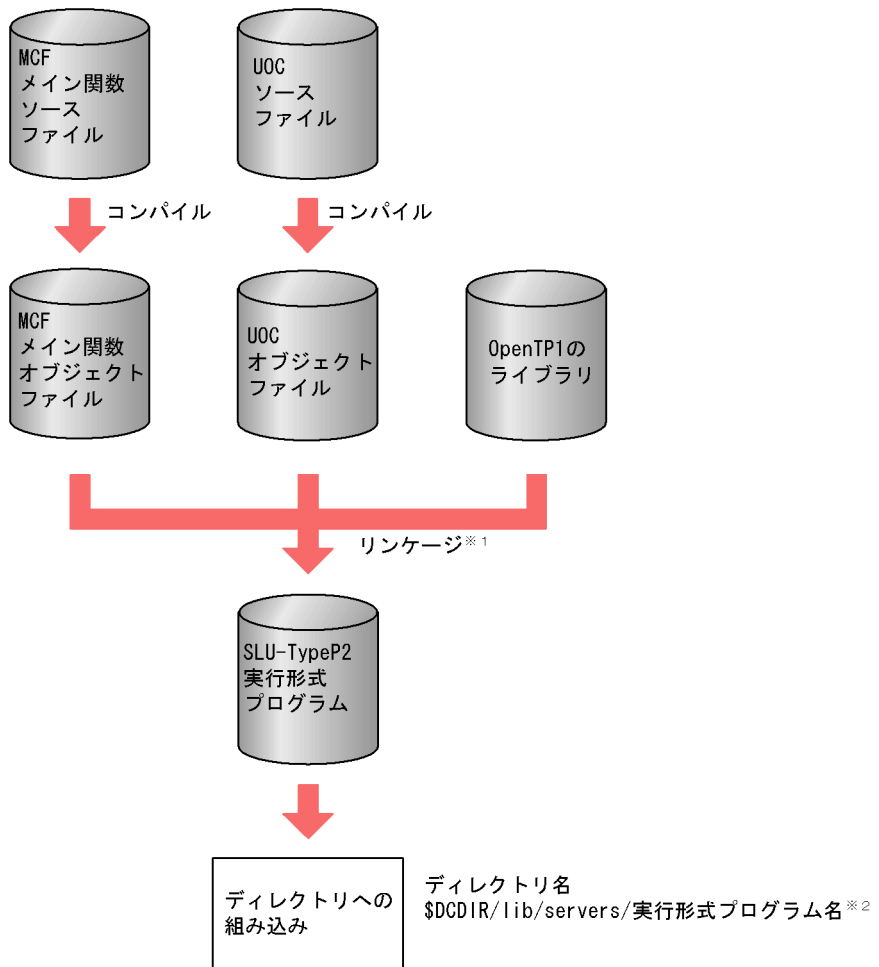 MCF
メイン関数
ソース
ファイル
UOC
ソース
ファイル
コンパイル
コンパイル
MCF
メイン関数
オブジェクト
ファイル
UOC
オブジェクト
ファイル
OpenTP1の
ライブラリ
リンケージ※1
SLU-TypeP2
実行形式
プログラム
ディレクトリへの
組み込み
ディレクトリ名
$DCDIR/lib/servers/実行形式プログラム名※2